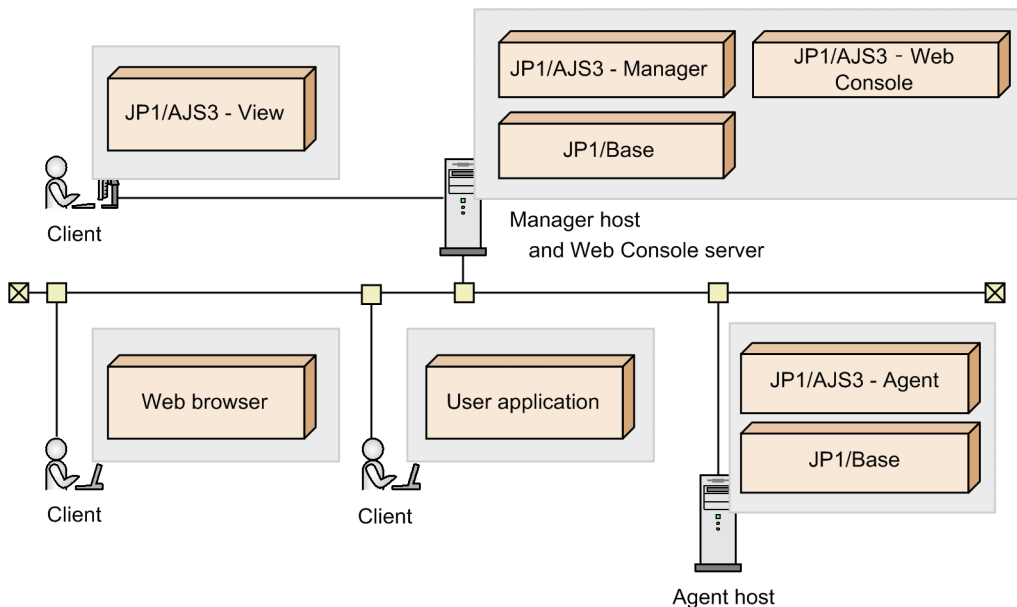 JP1/AJS3 - View
JP1/AJS3 - Manager
JP1/AJS3 - Web
Console
JP1/Base
Client
Manager host
and Web Console server
Web browser
User application
JP1/AJS3 - Agent
JP1/Base
Client
Client
Agent host